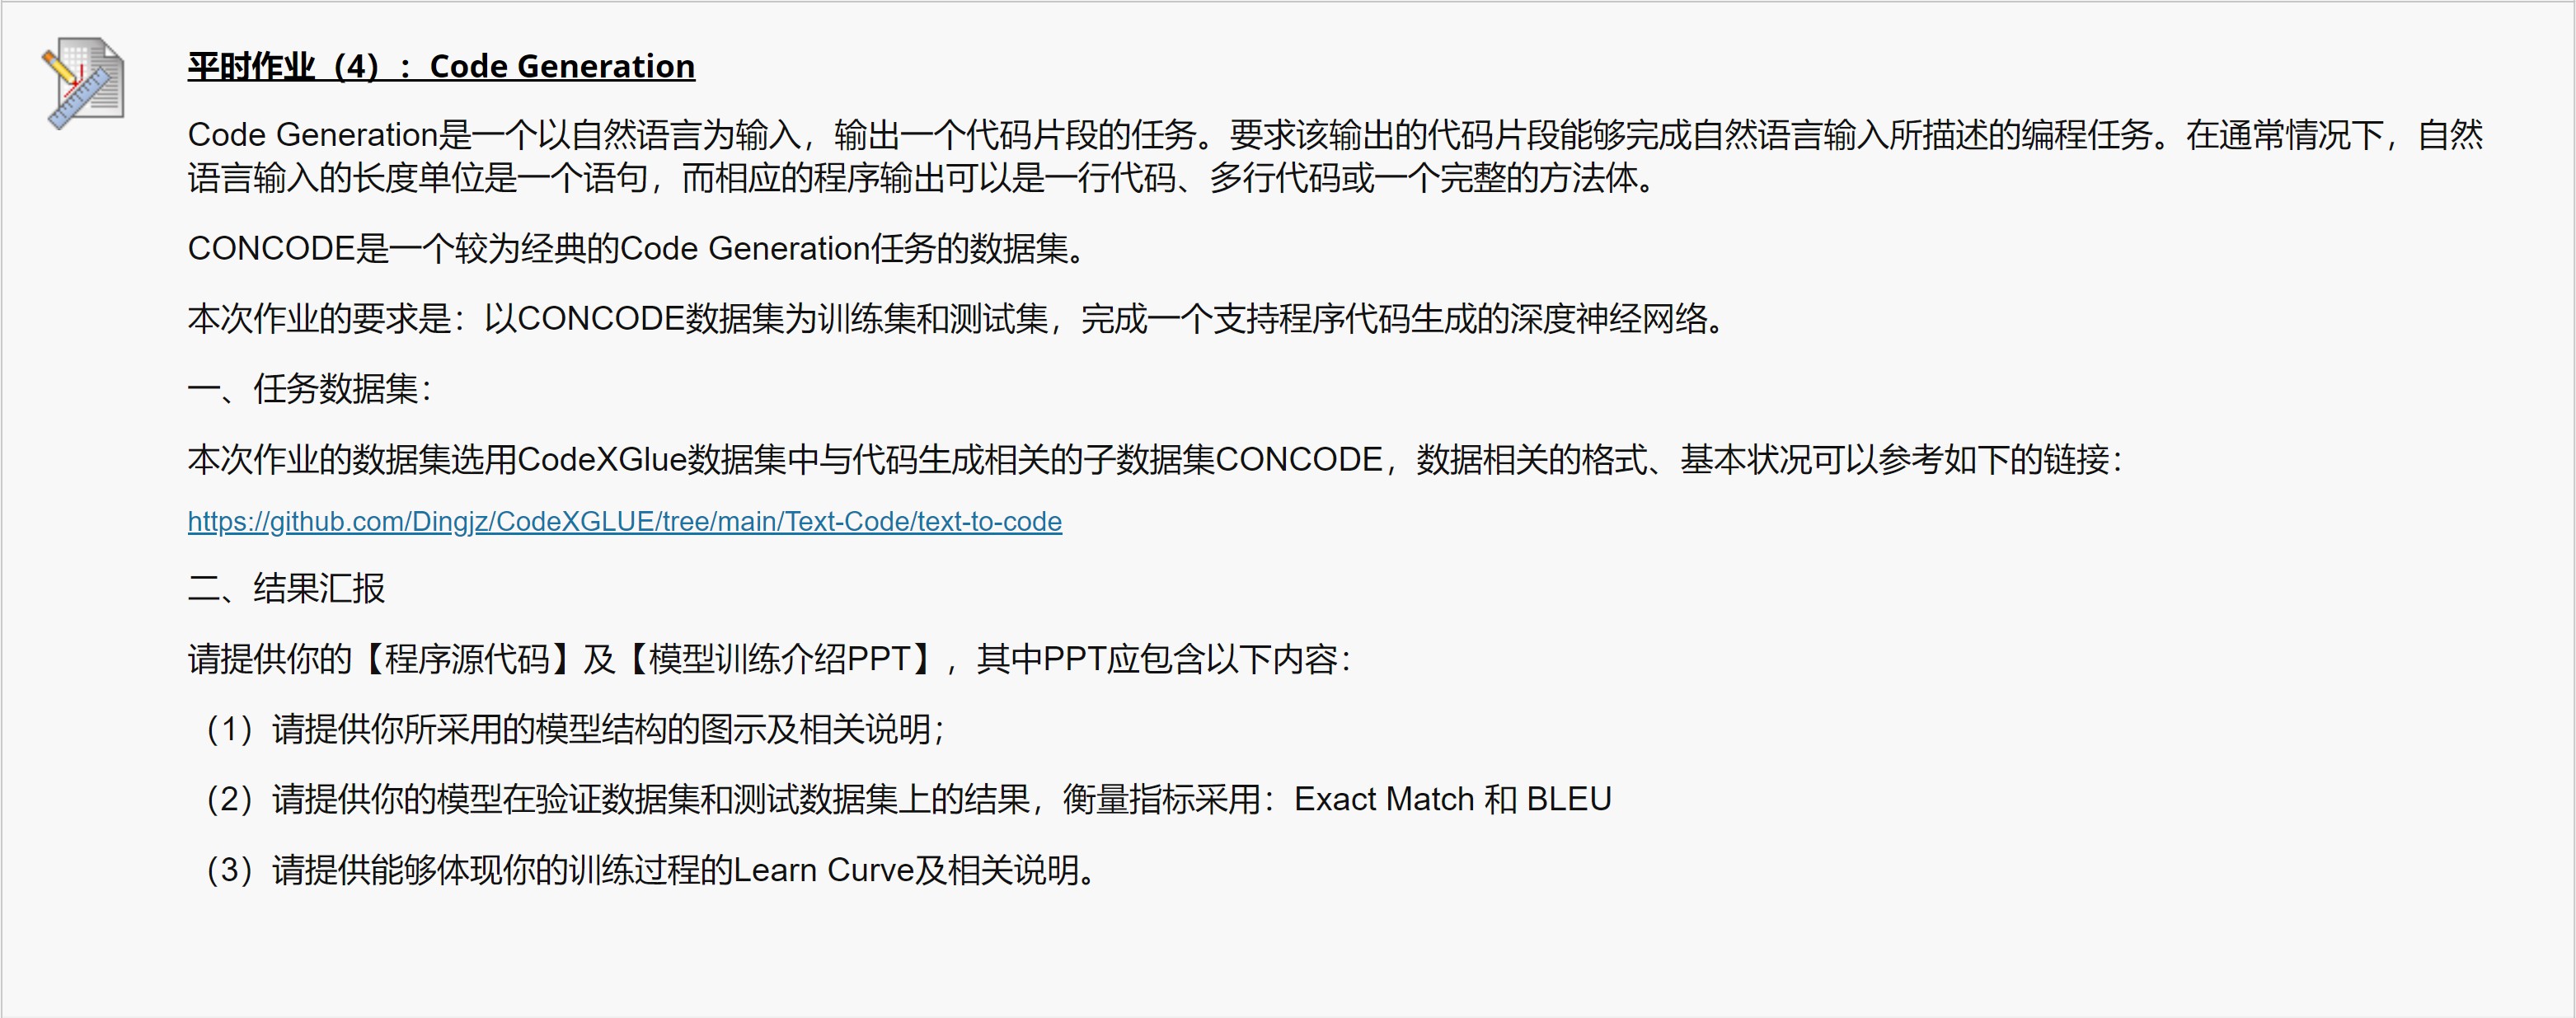 平时作业（4）：Code Generation
Code Generation是一个以自然语言为输入，输出一个代码片段的任务。要求该输出的代码片段能够完成自然语言输入所描述的编程任务。在通常情况下，自然
语言输入的长度单位是一个语句，而相应的程序输出可以是一行代码、多行代码或一个完整的方法体。
CONCODE是一个较为经典的Code Generation任务的数据集。
本次作业的要求是：以CONCODE数据集为训练集和测试集，完成一个支持程序代码生成的深度神经网络。
一、任务数据集：
本次作业的数据集选用CodeXGlue数据集中与代码生成相关的子数据集CONCODE，数据相关的格式、基本状况可以参考如下的链接：
https://github.com/Dingjz/CodeXGLUE/tree/main/Text-Code/text-to-code
二、结果汇报
请提供你的【程序源代码】及【模型训练介绍PPT】，其中PPT应包含以下内容：
（1）请提供你所采用的模型结构的图示及相关说明；
（2）请提供你的模型在验证数据集和测试数据集上的结果，衡量指标采用：Exact Match 和 BLEU
（3）请提供能够体现你的训练过程的Learn Curve及相关说明。